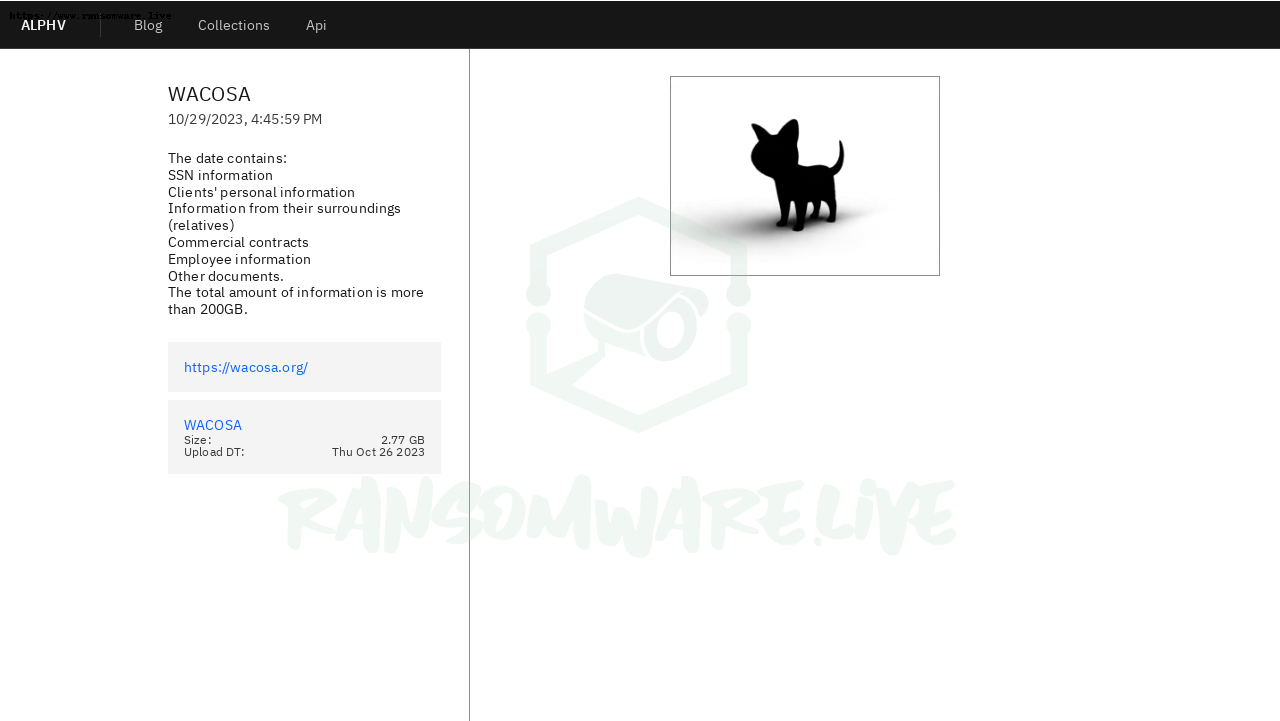 https://www.ransomware.live
ALPHV
Blog
Collections
Api
WACOSA
10/29/2023, 4:45:59 PM
The date contains:
SSN information
Clients' personal information
Information from their surroundings
(relatives)
Commercial contracts
Employee information
Other documents.
The total amount of information is more
than 200GB.
https://wacosa.org/
WACOSA
Size: 2.77 GB
Upload DT: Thu Oct 26 2023
RANSOMWARE.LIVE